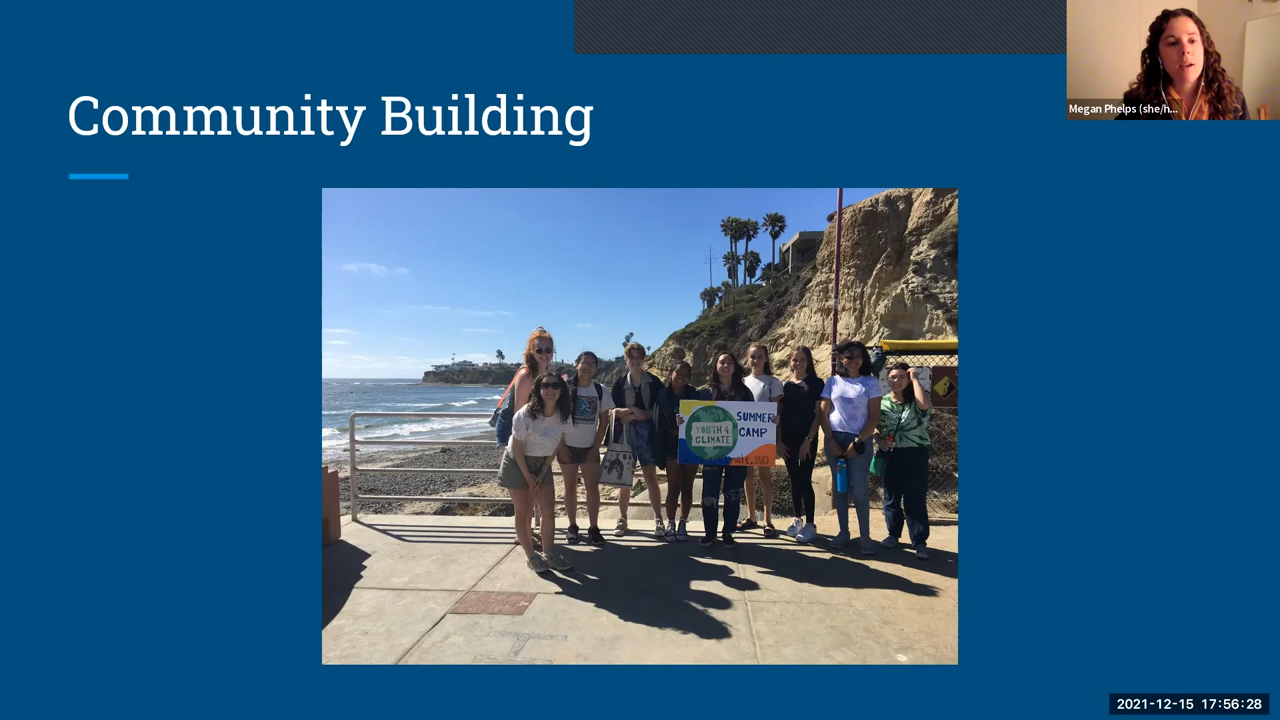 Community Building
Megan Phelps (she/h...
SUMMER
CAMP
YOUTH 4
CLIMATE
2021-12-15 17:56:28